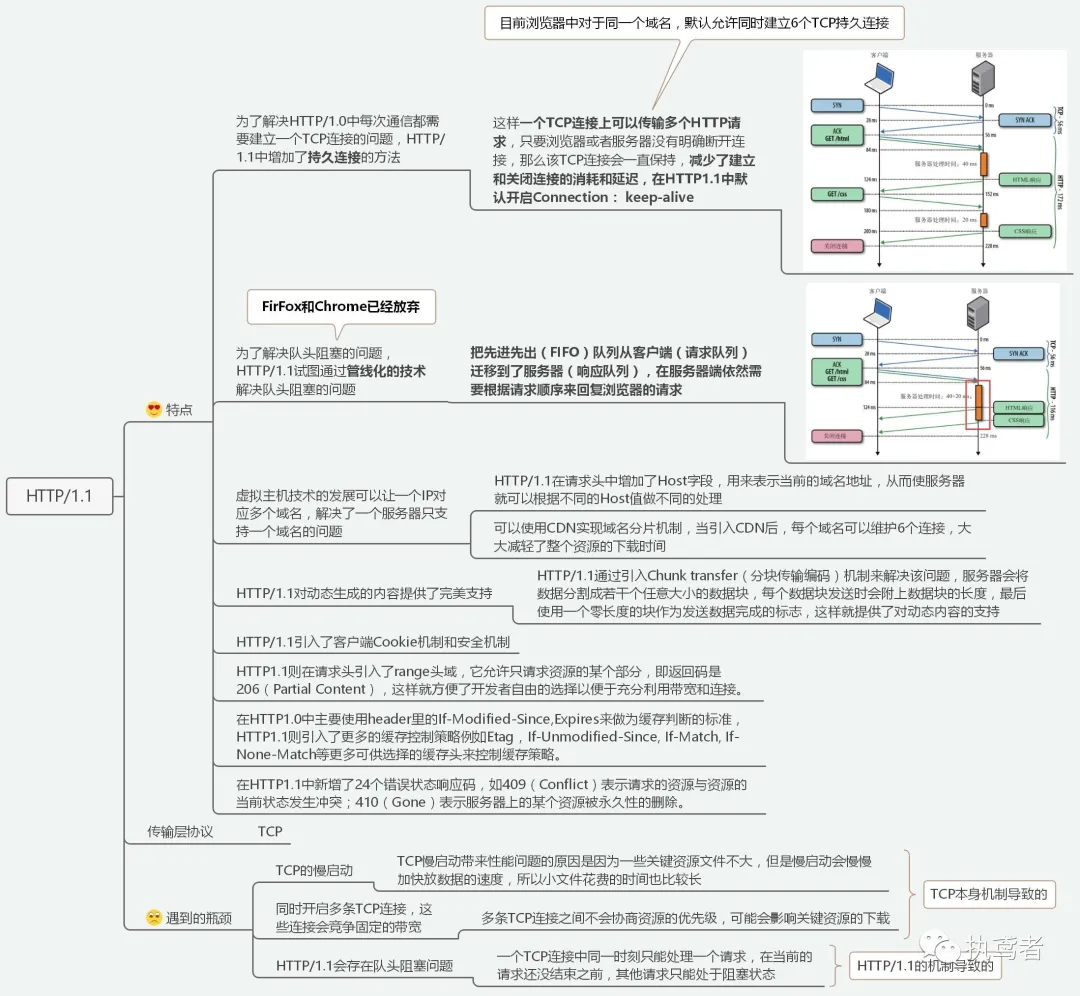 目前浏览器中对于同一个域名，默认允许同时建立6个TCP持久连接
为了解决HTTP/1.0中每次通信都需
要建立一个TCP连接的问题，HTTP/
1.1中增加了持久连接的方法
这样一个TCP连接上可以传输多个HTTP请
求，只要浏览器或者服务器没有明确断开连
接，那么该TCP连接会一直保持，减少了建立
和关闭连接的消耗和延迟，在HTTP1.1中默
认开启Connection： keep-alive
客户端
服务器
SYN
0 ms
28 ms
SYN ACK
TCP - 56 ms
ACK
GET /html
56 ms
84 ms
服务器处理时间：40 ms
124 ms
HTML响应
GET /css
152 ms
HTTP - 172 ms
180 ms
服务器处理时间：20 ms
200 ms
CSS响应
关闭连接
228 ms
FirFox和Chrome已经放弃
为了解决队头阻塞的问题，
HTTP/1.1试图通过管线化的技术
解决队头阻塞的问题
把先进先出（FIFO）队列从客户端（请求队列）
迁移到了服务器（响应队列），在服务器端依然需
要根据请求顺序来回复浏览器的请求
客户端
服务器
SYN
0 ms
28 ms
SYN ACK
TCP - 56 ms
ACK
GET /html
GET /css
56 ms
84 ms
服务器处理时间：40+20 ms
HTTP - 116 ms
124 ms
HTML响应
CSS响应
关闭连接
228 ms
特点
HTTP/1.1
虚拟主机技术的发展可以让一个IP对
应多个域名，解决了一个服务器只支
持一个域名的问题
HTTP/1.1在请求头中增加了Host字段，用来表示当前的域名地址，从而使服务器
就可以根据不同的Host值做不同的处理
可以使用CDN实现域名分片机制，当引入CDN后，每个域名可以维护6个连接，大
大减轻了整个资源的下载时间
HTTP/1.1对动态生成的内容提供了完美支持
HTTP/1.1通过引入Chunk transfer（分块传输编码）机制来解决该问题，服务器会将
数据分割成若干个任意大小的数据块，每个数据块发送时会附上数据块的长度，最后
使用一个零长度的块作为发送数据完成的标志，这样就提供了对动态内容的支持
HTTP/1.1引入了客户端Cookie机制和安全机制
HTTP1.1则在请求头引入了range头域，它允许只请求资源的某个部分，即返回码是
206（Partial Content），这样就方便了开发者自由的选择以便于充分利用带宽和连接。
在HTTP1.0中主要使用header里的If-Modified-Since,Expires来做为缓存判断的标准，
HTTP1.1则引入了更多的缓存控制策略例如Etag，If-Unmodified-Since, If-Match, If-
None-Match等更多可供选择的缓存头来控制缓存策略。
在HTTP1.1中新增了24个错误状态响应码，如409（Conflict）表示请求的资源与资源的
当前状态发生冲突；410（Gone）表示服务器上的某个资源被永久性的删除。
传输层协议
TCP
遇到的瓶颈
TCP的慢启动
TCP慢启动带来性能问题的原因是因为一些关键资源文件不大，但是慢启动会慢慢
加快放数据的速度，所以小文件花费的时间也比较长
同时开启多条TCP连接，这
些连接会竞争固定的带宽
多条TCP连接之间不会协商资源的优先级，可能会影响关键资源的下载
TCP本身机制导致的
HTTP/1.1会存在队头阻塞问题
一个TCP连接中同一时刻只能处理一个请求，在当前的
请求还没结束之前，其他请求只能处于阻塞状态
HTTP/1.1的机制导致的
执鸢者